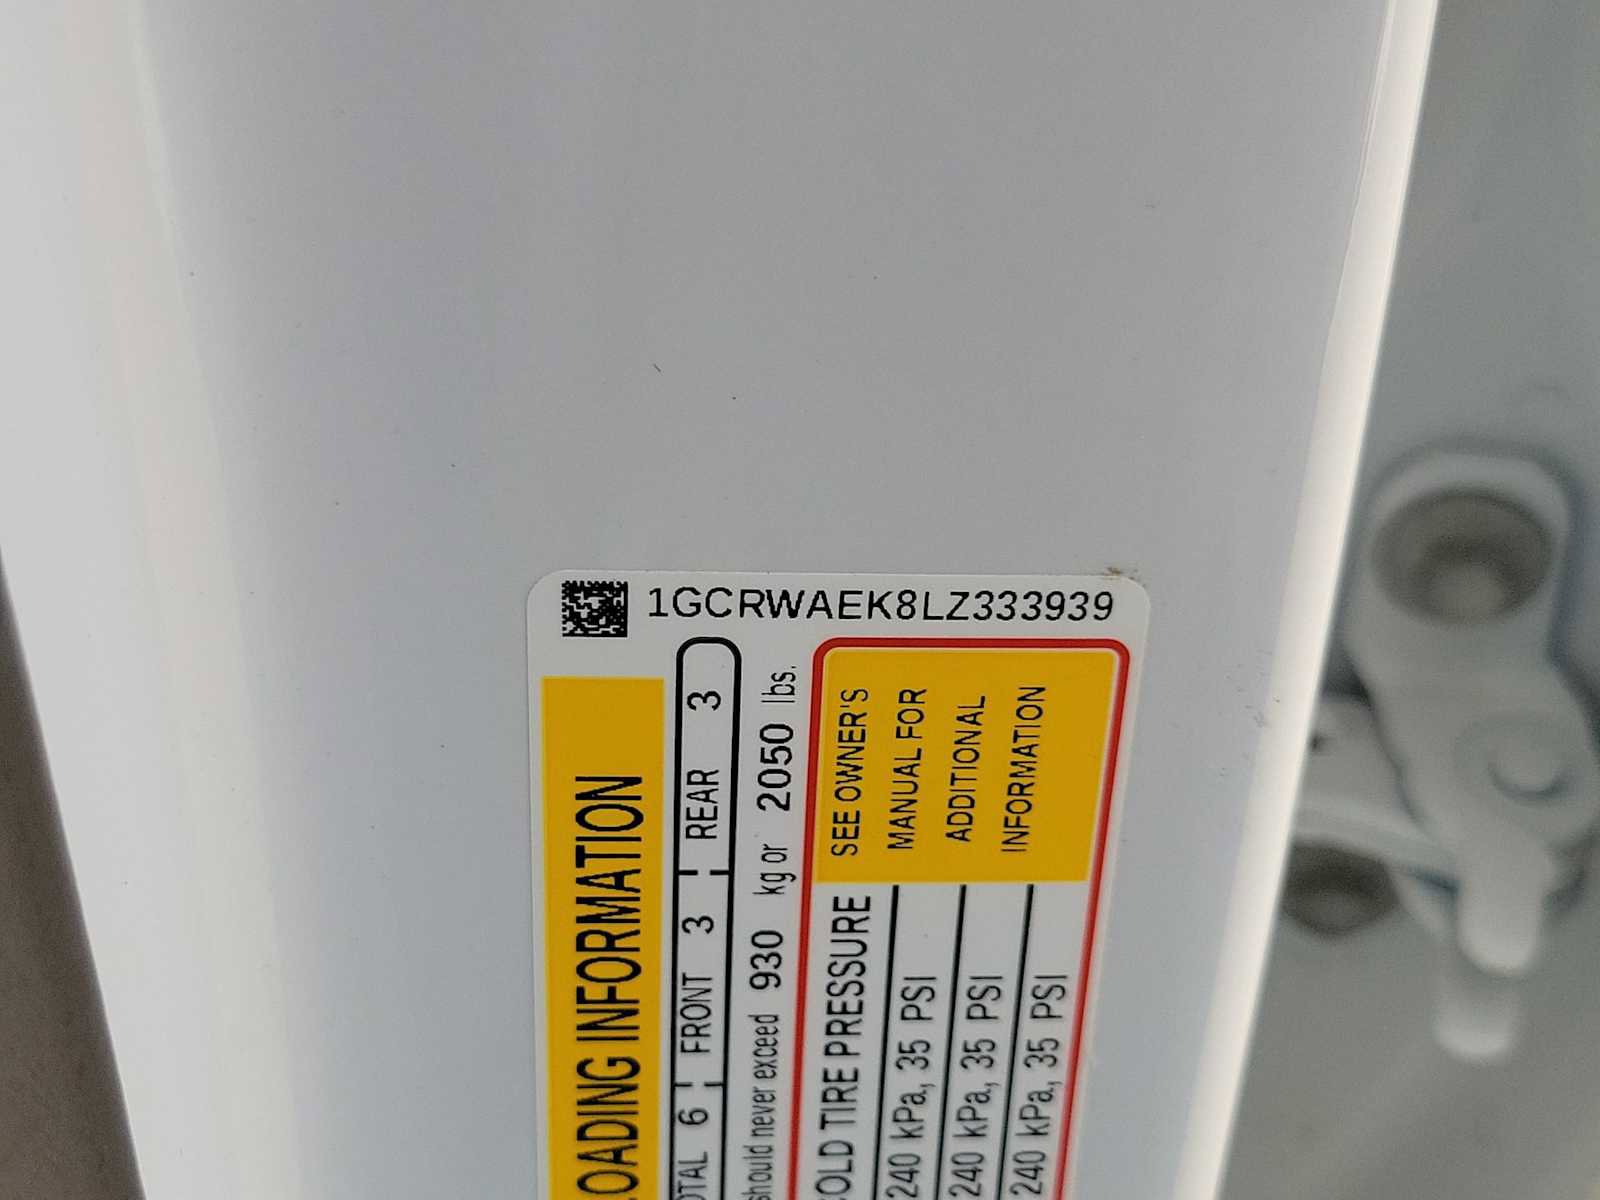 1GCRWAEK8LZ333939
LOADING INFORMATION
TOTAL 6 FRONT 3 REAR 3
should never exceed 930 kg or 2050 lbs.
COLD TIRE PRESSURE
240 kPa, 35 PSI
240 kPa, 35 PSI
240 kPa, 35 PSI
SEE OWNER'S
MANUAL FOR
ADDITIONAL
INFORMATION